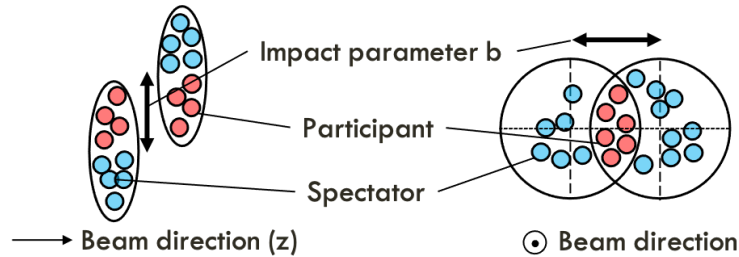 Impact parameter b
Participant
Spectator
Beam direction (z)
Beam direction